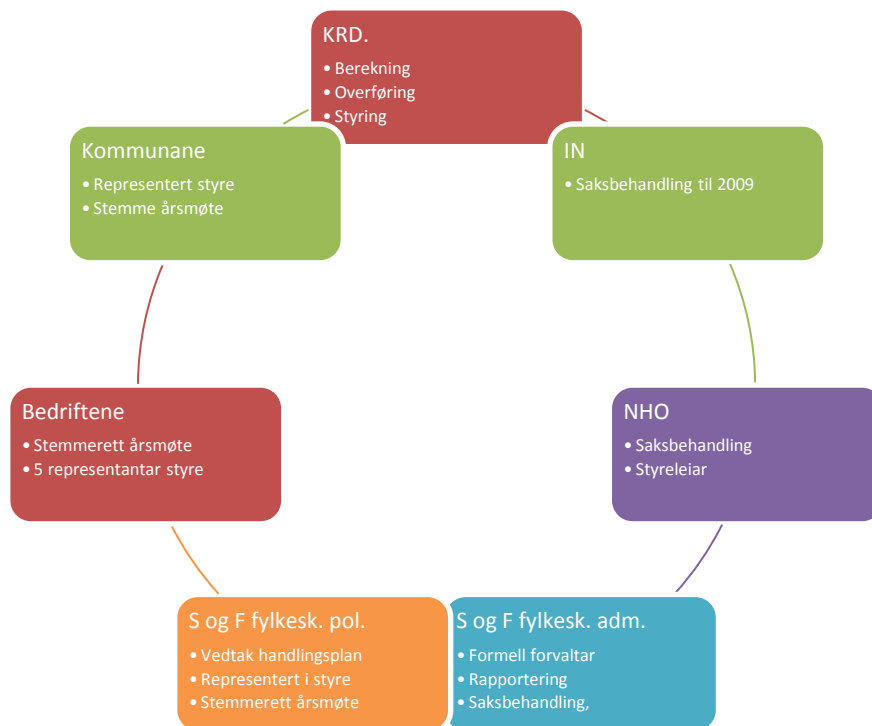 KRD.
• Berekning
• Overføring
• Styring
Kommunane
• Representert styre
• Stemme årsmøte
IN
• Saksbehandling til 2009
Bedriftene
• Stemmerett årsmøte
• 5 representantar styre
NHO
• Saksbehandling
• Styreleiar
S og F fylkesk. pol.
• Vedtak handlingsplan
• Representert i styre
• Stemmerett årsmøte
S og F fylkesk. adm.
• Formell forvaltar
• Rapportering
• Saksbehandling,